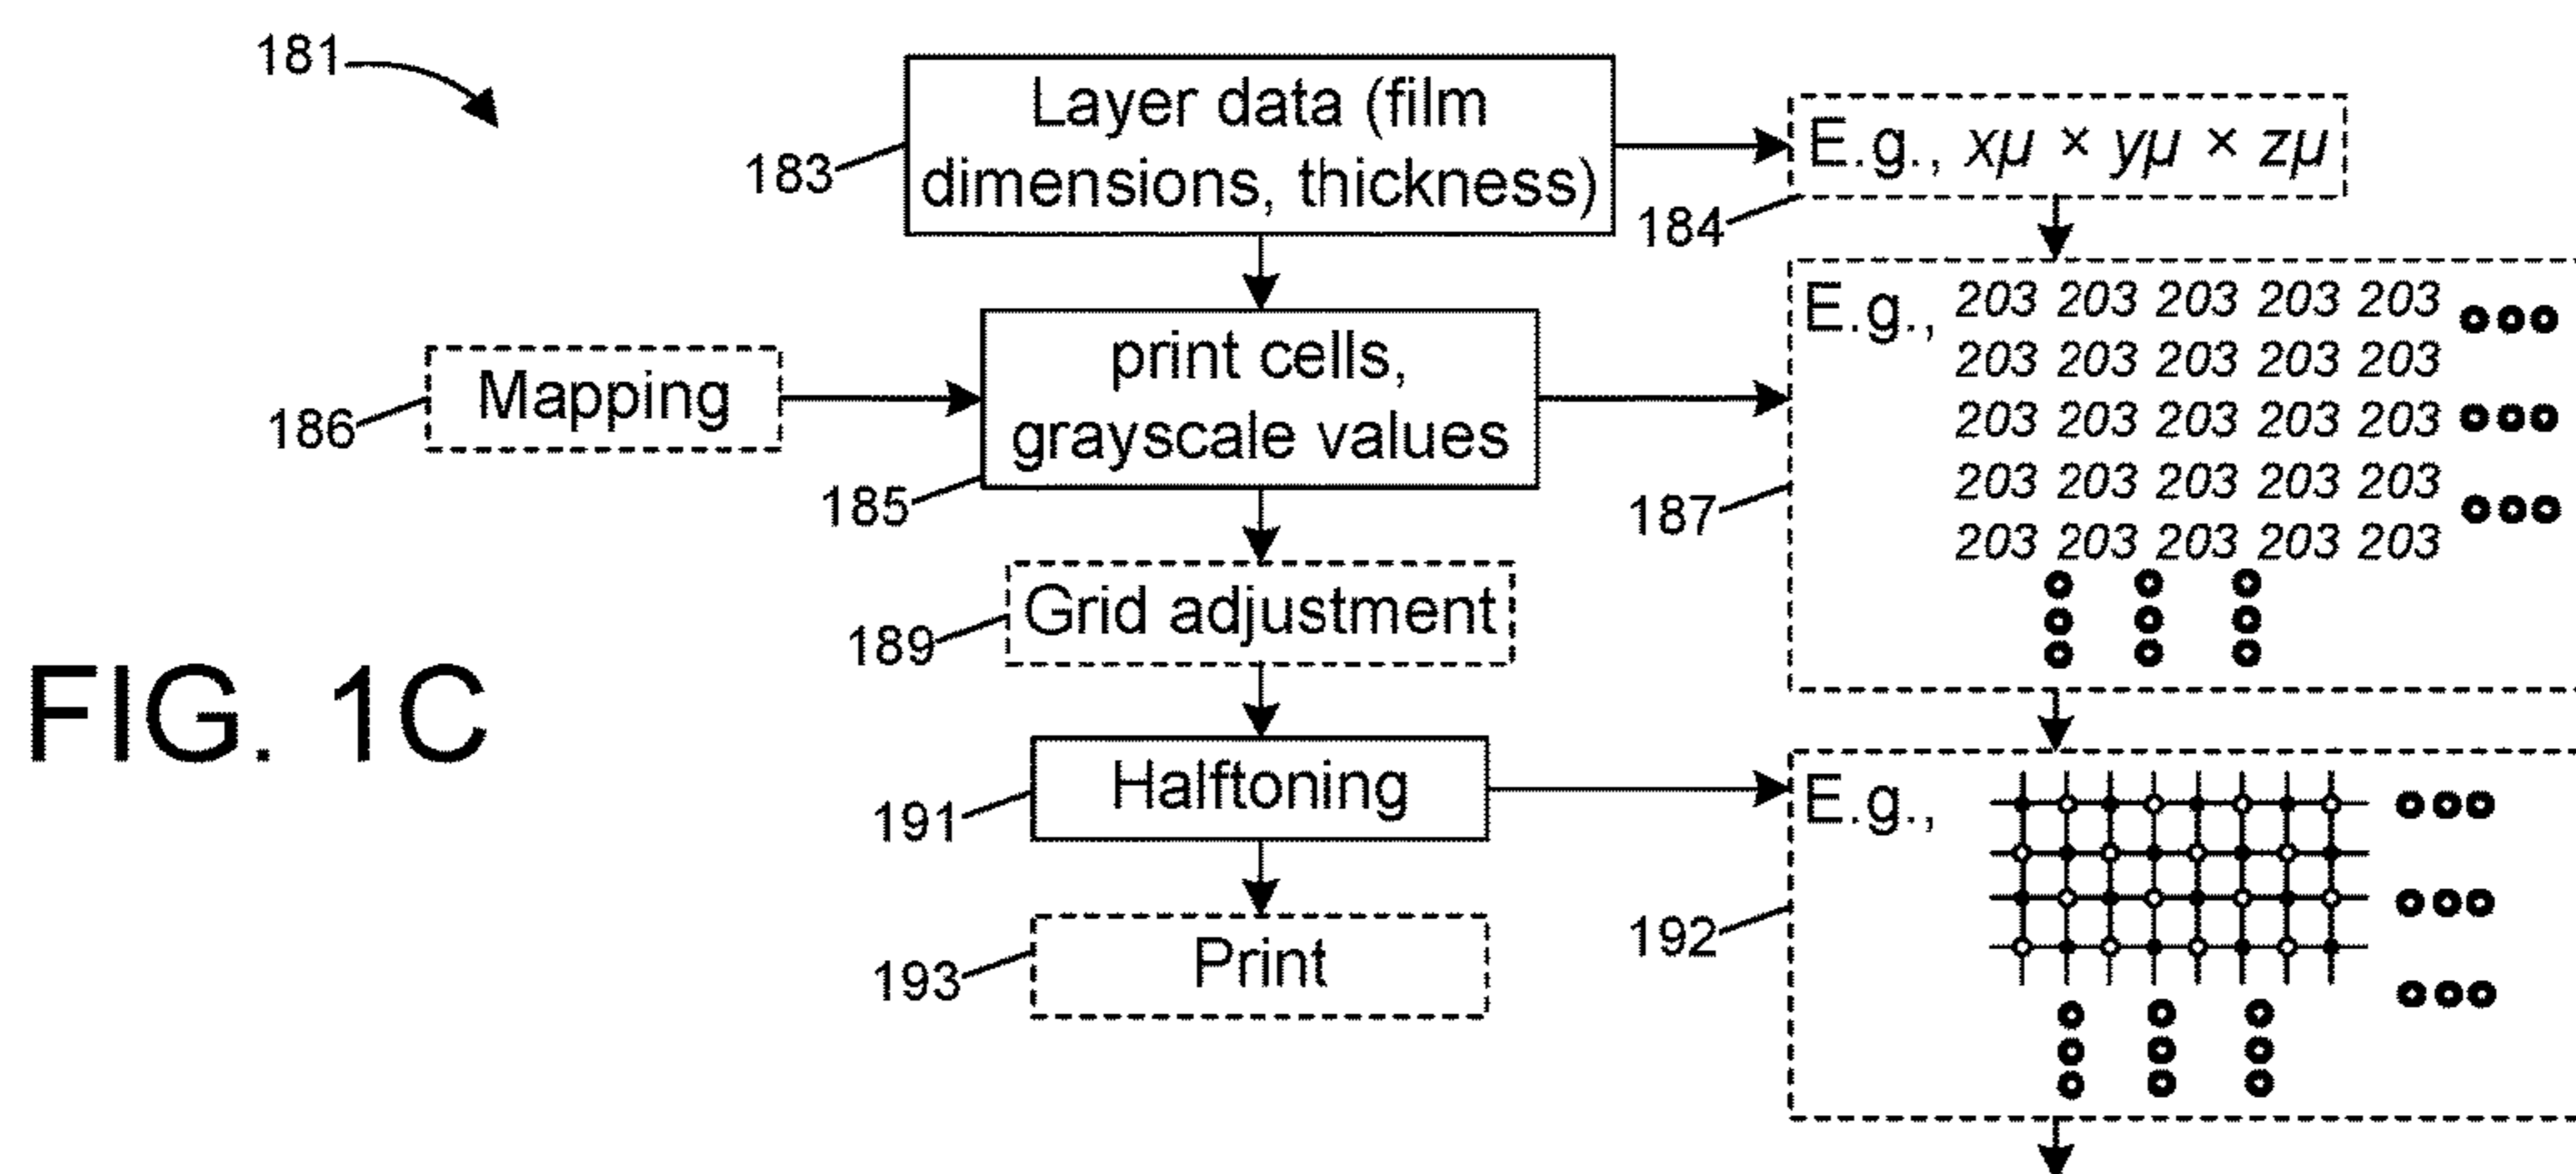 181
Layer data (film
dimensions, thickness)
183
E.g., xµ × yµ × zµ
184
Mapping
186
print cells,
grayscale values
185
E.g., 203 203 203 203 203
203 203 203 203 203
203 203 203 203 203
203 203 203 203 203
203 203 203 203 203
187
Grid adjustment
189
FIG. 1C
Halftoning
191
E.g.,
192
Print
193